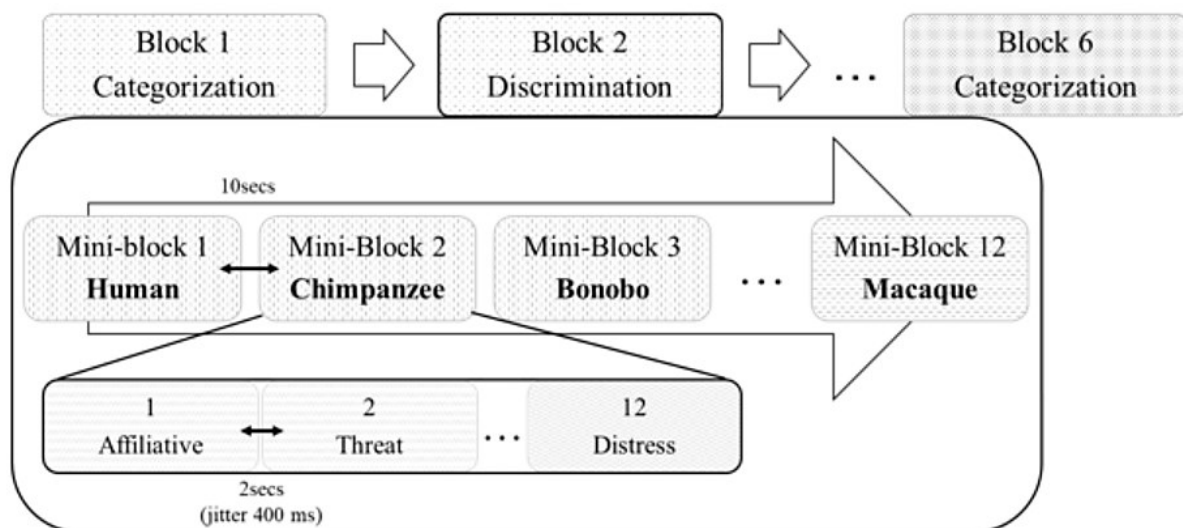 Block 1
Categorization
Block 2
Discrimination
...
Block 6
Categorization
10secs
Mini-block 1
Human
Mini-Block 2
Chimpanzee
Mini-Block 3
Bonobo
...
Mini-Block 12
Macaque
1
Affiliative
2
Threat
...
12
Distress
2secs
(jitter 400 ms)